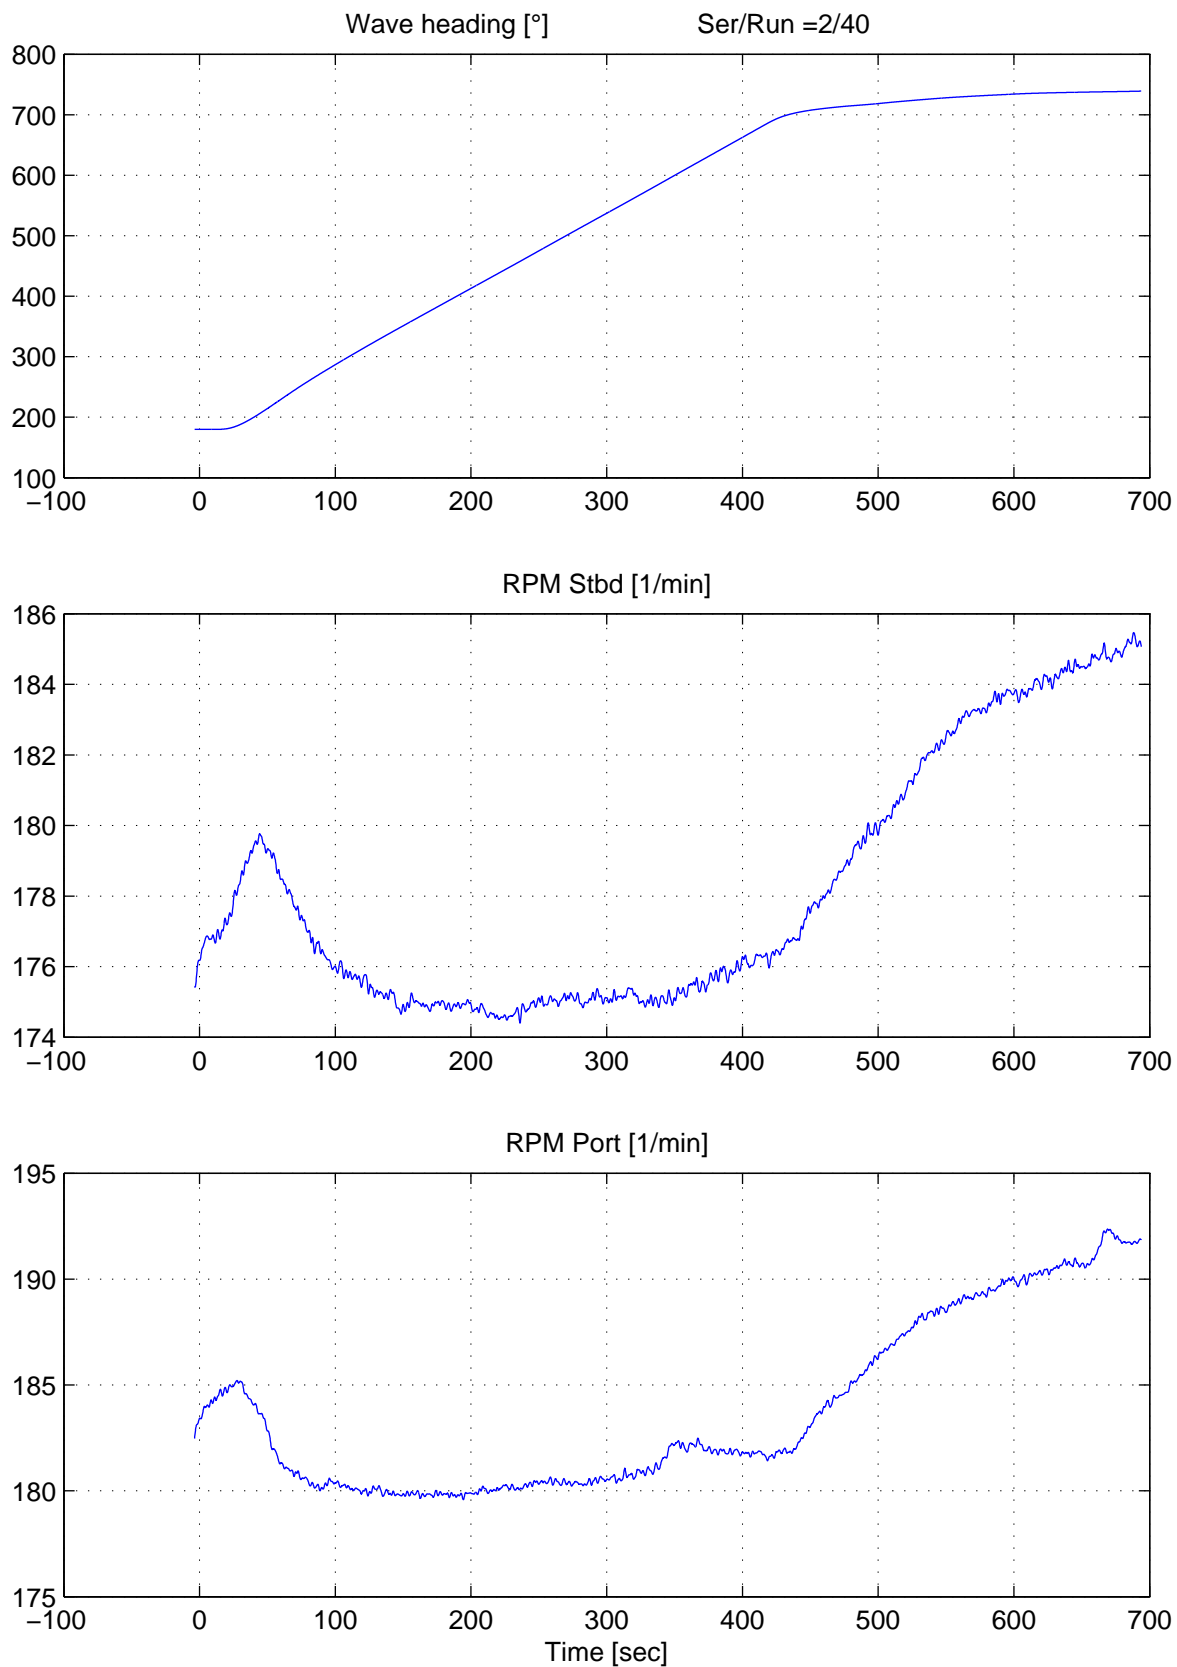 Wave heading [°] Ser/Run =2/40
800
700
600
500
400
300
200
100
−100 0 100 200 300 400 500 600 700
RPM Stbd [1/min]
186
184
182
180
178
176
174
−100 0 100 200 300 400 500 600 700
RPM Port [1/min]
195
190
185
180
175
−100 0 100 200 300 400 500 600 700
Time [sec]